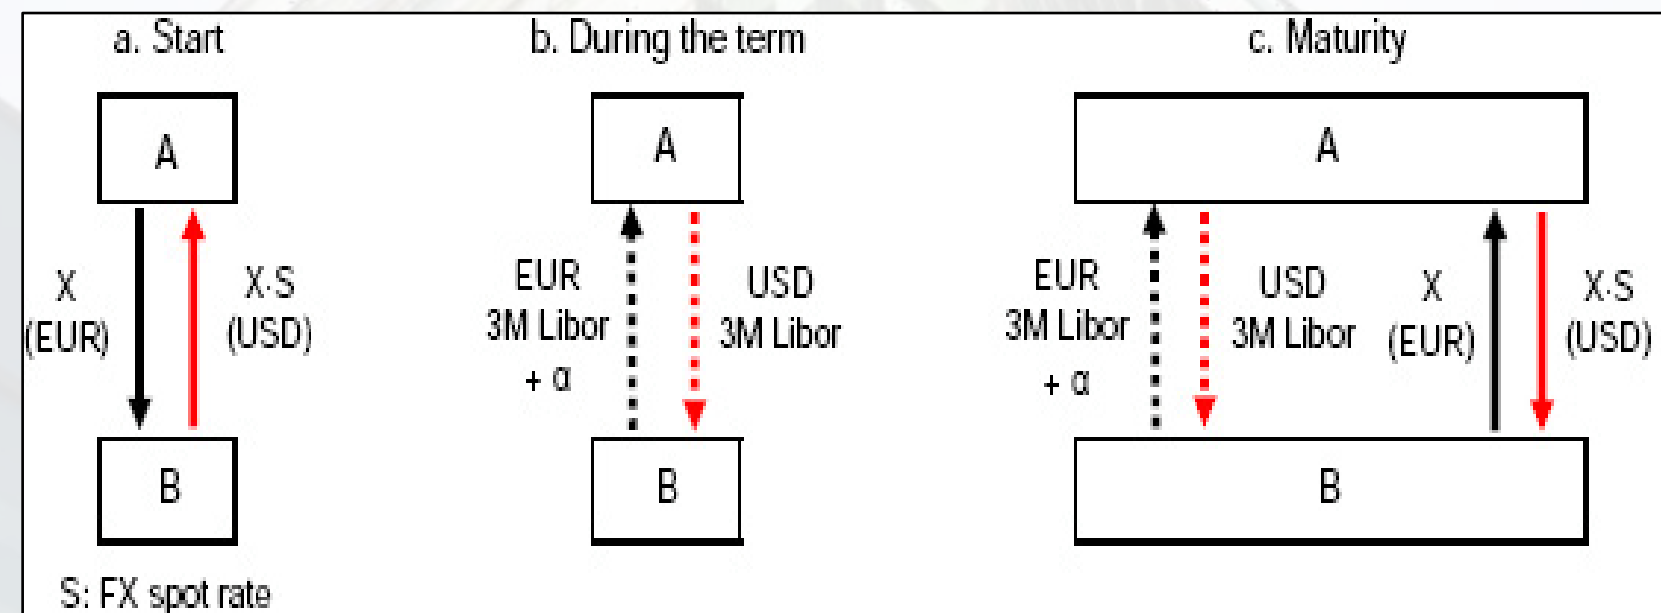 a. Start
A
X
(EUR)
X·S
(USD)
B
S: FX spot rate
b. During the term
A
EUR
3M Libor
+ α
USD
3M Libor
B
c. Maturity
A
EUR
3M Libor
+ α
USD
3M Libor
X
(EUR)
X·S
(USD)
B